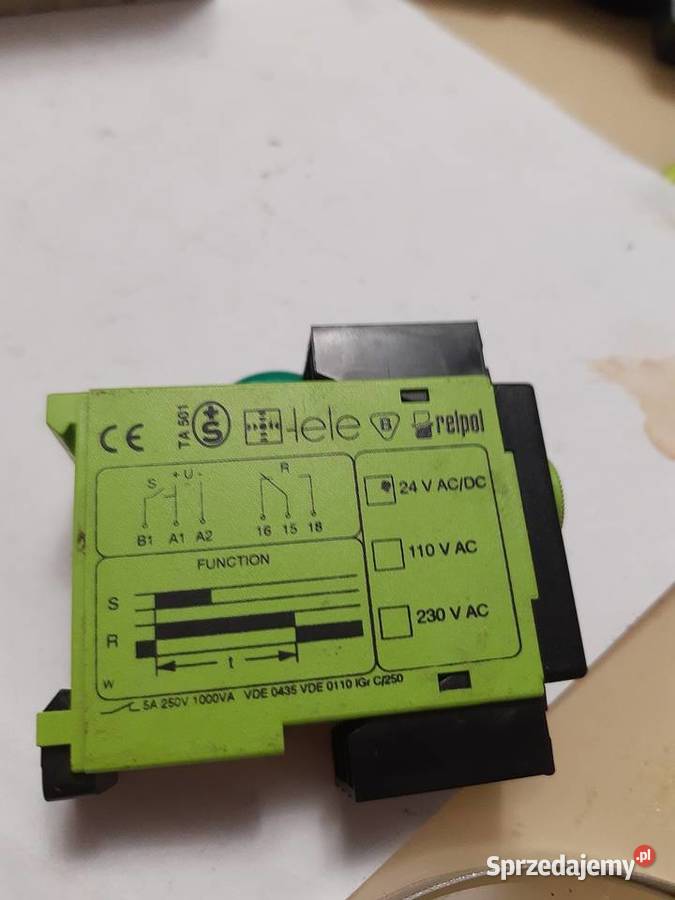 CE TA 501 +S tele B relpol
S + U - R
B1 A1 A2 16 15 18
24 V AC/DC
110 V AC
230 V AC
FUNCTION
S
R
t
W
5A 250V 1000VA VDE 0435 VDE 0110 IGr C/250
Sprzedajemy.pl